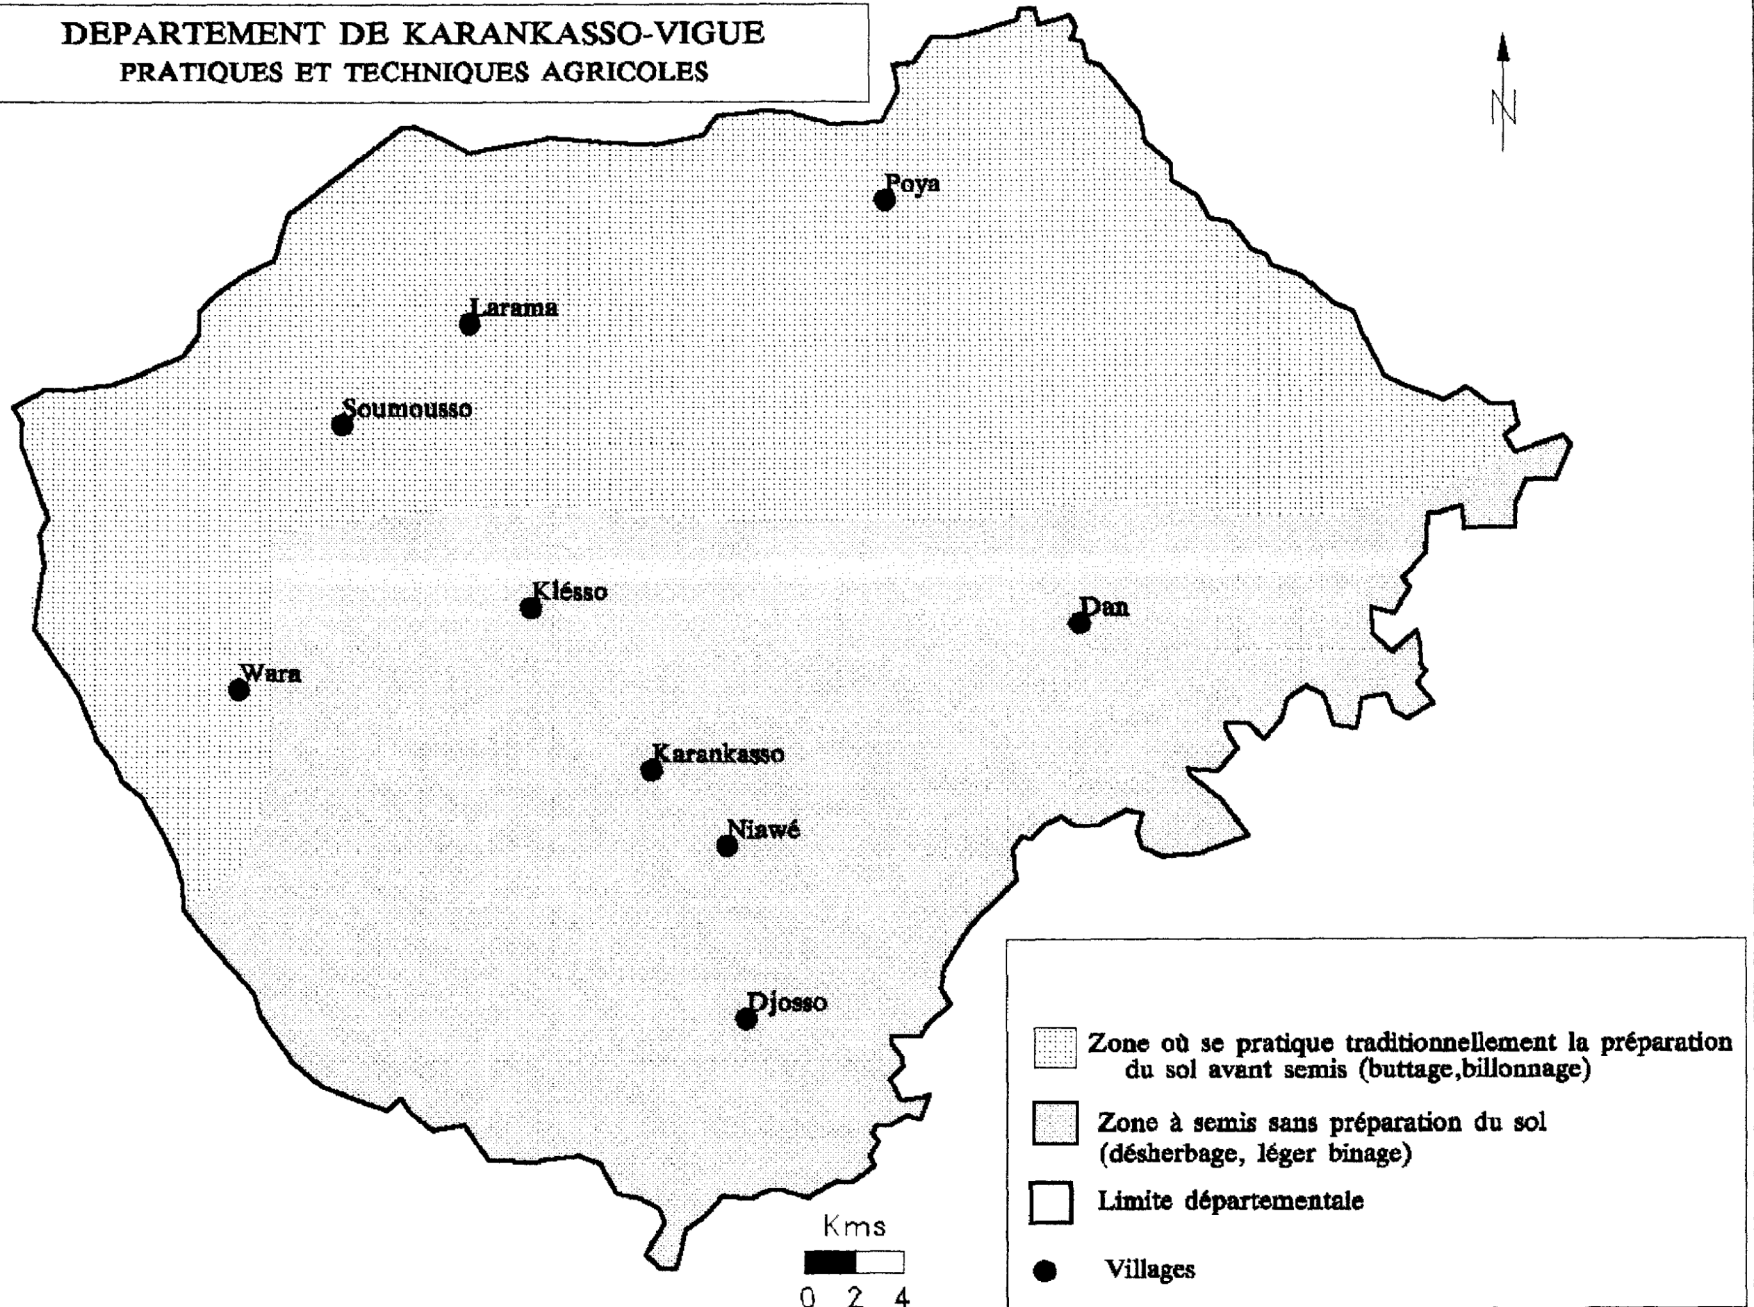 DEPARTEMENT DE KARANKASSO-VIGUE
PRATIQUES ET TECHNIQUES AGRICOLES
N
Poya
Larama
Soumousso
Klésso
Dan
Wara
Karankasso
Niawé
Djosso
Zone où se pratique traditionnellement la préparation
du sol avant semis (buttage,billonnage)
Zone à semis sans préparation du sol
(désherbage, léger binage)
Limite départementale
Villages
Kms
0 2 4